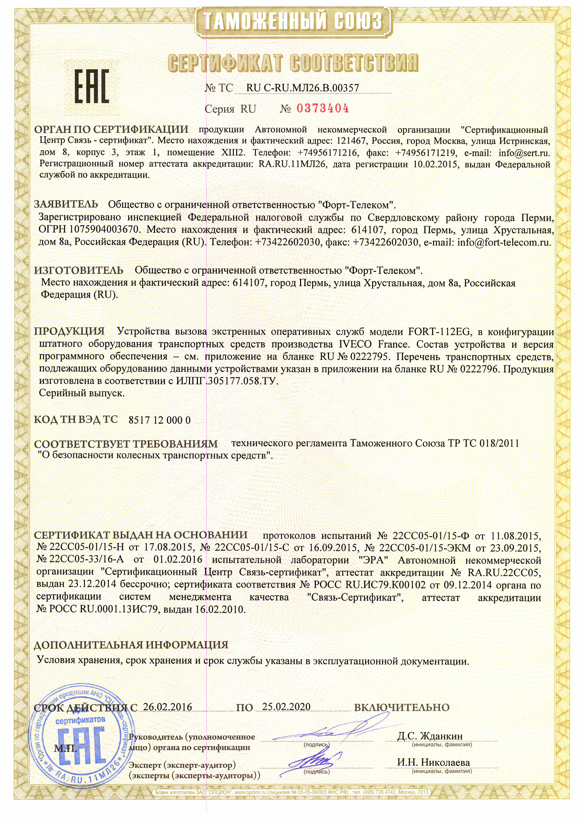 ТАМОЖЕННЫЙ СОЮЗ
СЕРТИФИКАТ СООТВЕТСТВИЯ
ЕАС
№ ТС RU C-RU.МЛ26.В.00357
Серия RU № 0373404
ОРГАН ПО СЕРТИФИКАЦИИ продукции Автономной некоммерческой организации "Сертификационный
Центр Связь - сертификат". Место нахождения и фактический адрес: 121467, Россия, город Москва, улица Истринская,
дом 8, корпус 3, этаж 1, помещение XIII2. Телефон: +74956171216, факс: +74956171219, e-mail: info@sert.ru.
Регистрационный номер аттестата аккредитации: RA.RU.11МЛ26, дата регистрации 10.02.2015, выдан Федеральной
службой по аккредитации.
ЗАЯВИТЕЛЬ Общество с ограниченной ответственностью "Форт-Телеком".
Зарегистрировано инспекцией Федеральной налоговой службы по Свердловскому району города Перми,
ОГРН 1075904003670. Место нахождения и фактический адрес: 614107, город Пермь, улица Хрустальная,
дом 8а, Российская Федерация (RU). Телефон: +73422602030, факс: +73422602030, e-mail: info@fort-telecom.ru.
ИЗГОТОВИТЕЛЬ Общество с ограниченной ответственностью "Форт-Телеком".
Место нахождения и фактический адрес: 614107, город Пермь, улица Хрустальная, дом 8а, Российская
Федерация (RU).
ПРОДУКЦИЯ Устройства вызова экстренных оперативных служб модели FORT-112EG, в конфигурации
штатного оборудования транспортных средств производства IVECO France. Состав устройства и версия
программного обеспечения – см. приложение на бланке RU № 0222795. Перечень транспортных средств,
подлежащих оборудованию данными устройствами указан в приложении на бланке RU № 0222796. Продукция
изготовлена в соответствии с ИЛПГ.305177.058.ТУ.
Серийный выпуск.
КОД ТН ВЭД ТС 8517 12 000 0
СООТВЕТСТВУЕТ ТРЕБОВАНИЯМ технического регламента Таможенного Союза ТР ТС 018/2011
"О безопасности колесных транспортных средств".
СЕРТИФИКАТ ВЫДАН НА ОСНОВАНИИ протоколов испытаний № 22СС05-01/15-Ф от 11.08.2015,
№ 22СС05-01/15-Н от 17.08.2015, № 22СС05-01/15-С от 16.09.2015, № 22СС05-01/15-ЭКМ от 23.09.2015,
№ 22СС05-33/16-А от 01.02.2016 испытательной лаборатории "ЭРА" Автономной некоммерческой
организации "Сертификационный Центр Связь-сертификат", аттестат аккредитации № RA.RU.22СС05,
выдан 23.12.2014 бессрочно; сертификата соответствия № РОСС RU.ИС79.К00102 от 09.12.2014 органа по
сертификации систем менеджмента качества "Связь-Сертификат", аттестат аккредитации
№ РОСС RU.0001.13ИС79, выдан 16.02.2010.
ДОПОЛНИТЕЛЬНАЯ ИНФОРМАЦИЯ
Условия хранения, срок хранения и срок службы указаны в эксплуатационной документации.
СРОК ДЕЙСТВИЯ С 26.02.2016 ПО 25.02.2020 ВКЛЮЧИТЕЛЬНО
сертификатов
ЕАС
№ RA.RU.11МЛ26
М.П.
Руководитель (уполномоченное
лицо) органа по сертификации
(подпись)
Д.С. Жданкин
(инициалы, фамилия)
Эксперт (эксперт-аудитор)
(эксперты (эксперты-аудиторы))
(подпись)
И.Н. Николаева
(инициалы, фамилия)